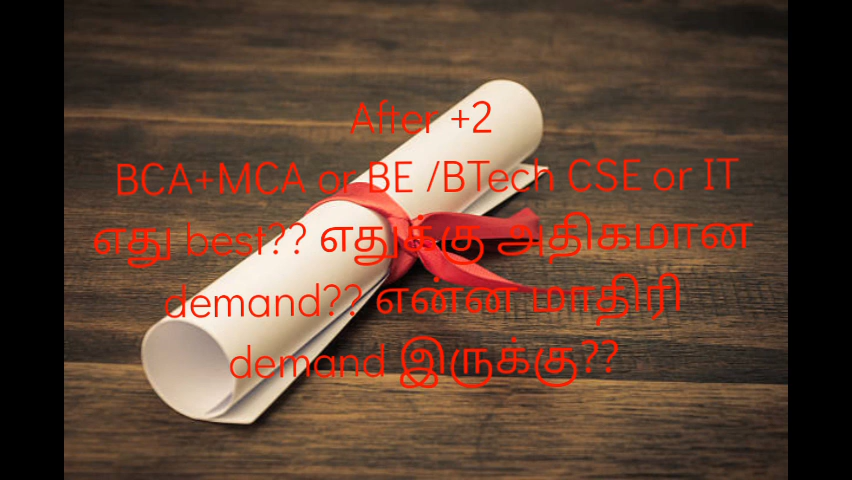 After +2
BCA+MCA or BE /BTech CSE or IT
எது best?? எதுக்கு அதிகமான
demand?? என்ன மாதிரி
demand இருக்கு??